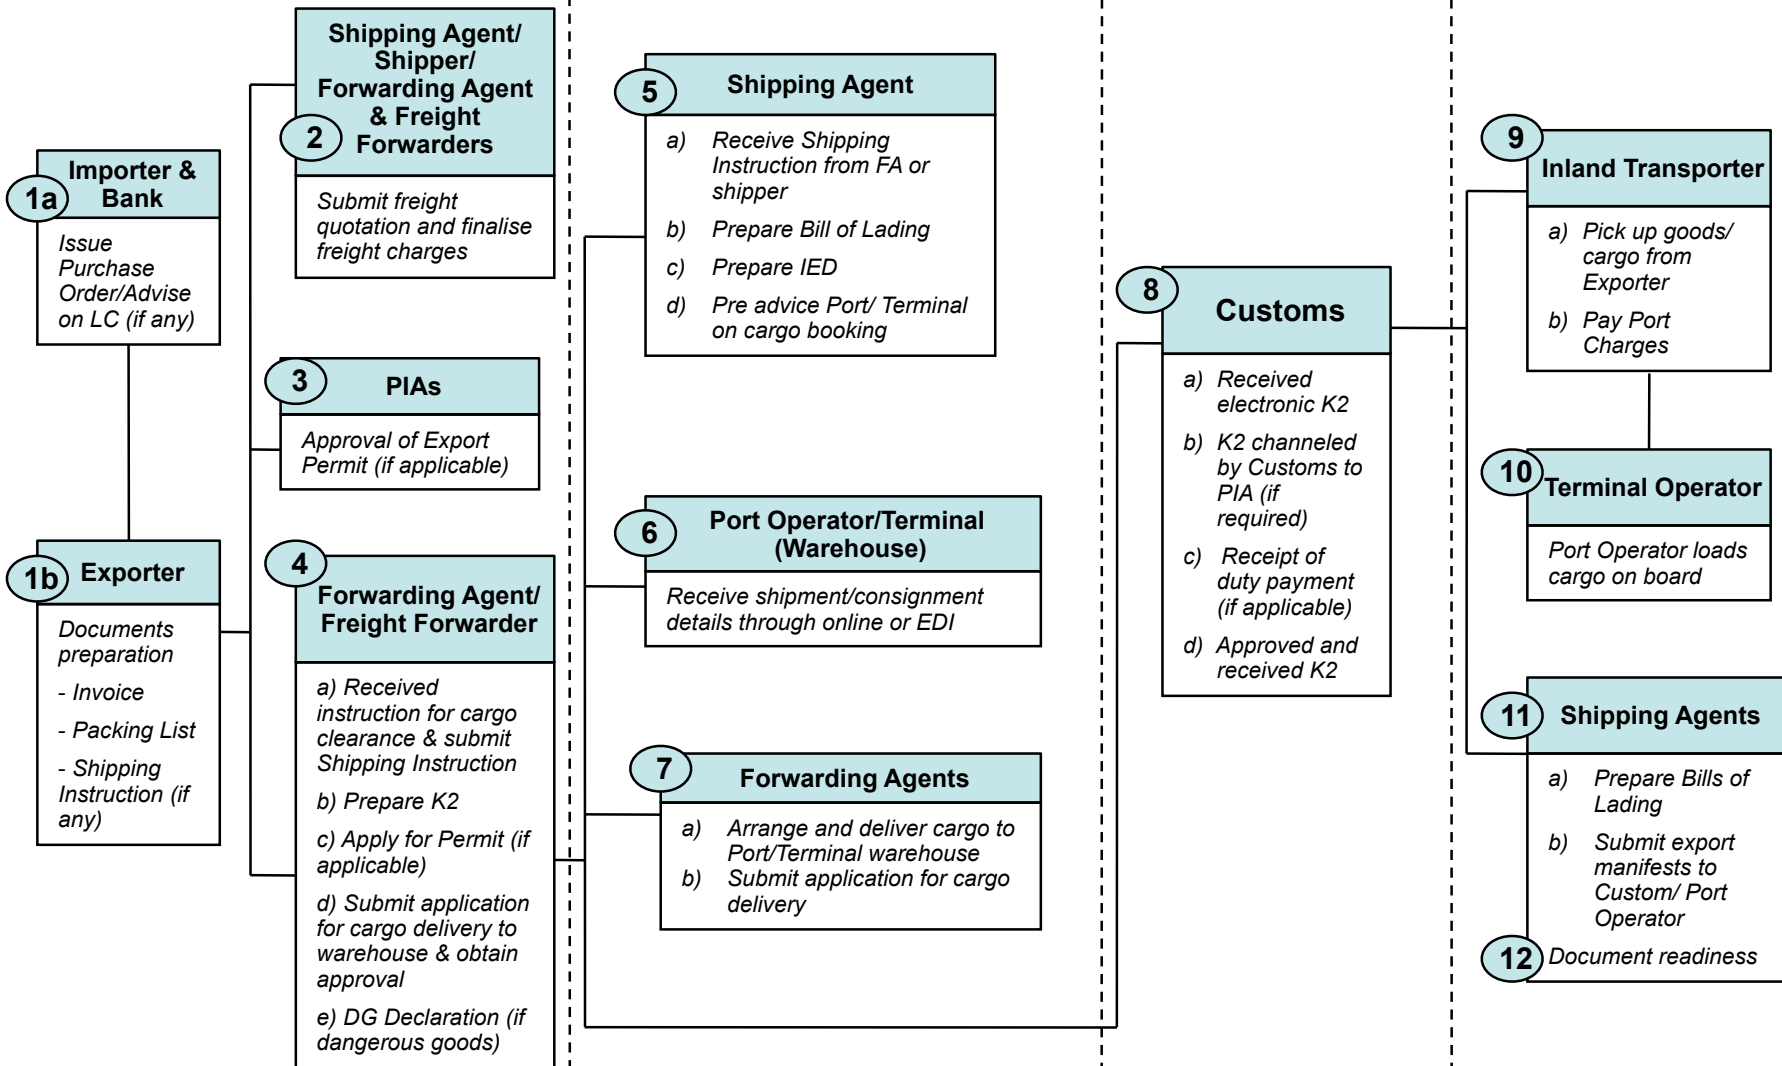 1a
Importer &
Bank
Issue
Purchase
Order/Advise
on LC (if any)
1b
Exporter
Documents
preparation
- Invoice
- Packing List
- Shipping
Instruction (if
any)
2
Shipping Agent/
Shipper/
Forwarding Agent
& Freight
Forwarders
Submit freight
quotation and finalise
freight charges
3
PIAs
Approval of Export
Permit (if applicable)
4
Forwarding Agent/
Freight Forwarder
a) Received
instruction for cargo
clearance & submit
Shipping Instruction
b) Prepare K2
c) Apply for Permit (if
applicable)
d) Submit application
for cargo delivery to
warehouse & obtain
approval
e) DG Declaration (if
dangerous goods)
5
Shipping Agent
a) Receive Shipping
Instruction from FA or
shipper
b) Prepare Bill of Lading
c) Prepare IED
d) Pre advice Port/ Terminal
on cargo booking
6
Port Operator/Terminal
(Warehouse)
Receive shipment/consignment
details through online or EDI
7
Forwarding Agents
a) Arrange and deliver cargo to
Port/Terminal warehouse
b) Submit application for cargo
delivery
8
Customs
a) Received
electronic K2
b) K2 channeled
by Customs to
PIA (if
required)
c) Receipt of
duty payment
(if applicable)
d) Approved and
received K2
9
Inland Transporter
a) Pick up goods/
cargo from
Exporter
b) Pay Port
Charges
10
Terminal Operator
Port Operator loads
cargo on board
11
Shipping Agents
a) Prepare Bills of
Lading
b) Submit export
manifests to
Custom/ Port
Operator
12
Document readiness